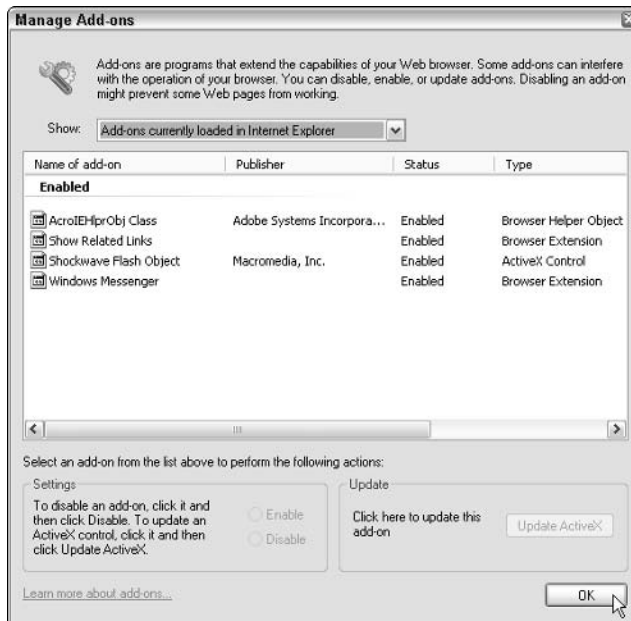 Manage Add-ons
Add-ons are programs that extend the capabilities of your Web browser. Some add-ons can interfere
with the operation of your browser. You can disable, enable, or update add-ons. Disabling an add-on
might prevent some Web pages from working.
Show: Add-ons currently loaded in Internet Explorer
Name of add-on Publisher Status Type
Enabled
AcroIEHlprObj Class Adobe Systems Incorpora... Enabled Browser Helper Object
Show Related Links Enabled Browser Extension
Shockwave Flash Object Macromedia, Inc. Enabled ActiveX Control
Windows Messenger Enabled Browser Extension
Select an add-on from the list above to perform the following actions:
Settings
To disable an add-on, click it and
then click Disable. To update an
ActiveX control, click it and then
click Update ActiveX.
Enable
Disable
Update
Click here to update this
add-on
Update ActiveX
Learn more about add-ons...
OK